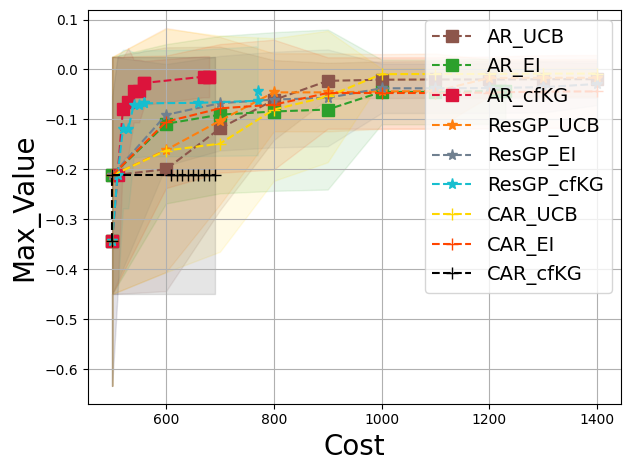 0.1
0.0
−0.1
−0.2
−0.3
−0.4
−0.5
−0.6
Max_Value
600
800
1000
1200
1400
Cost
AR_UCB
AR_EI
AR_cfKG
ResGP_UCB
ResGP_EI
ResGP_cfKG
CAR_UCB
CAR_EI
CAR_cfKG